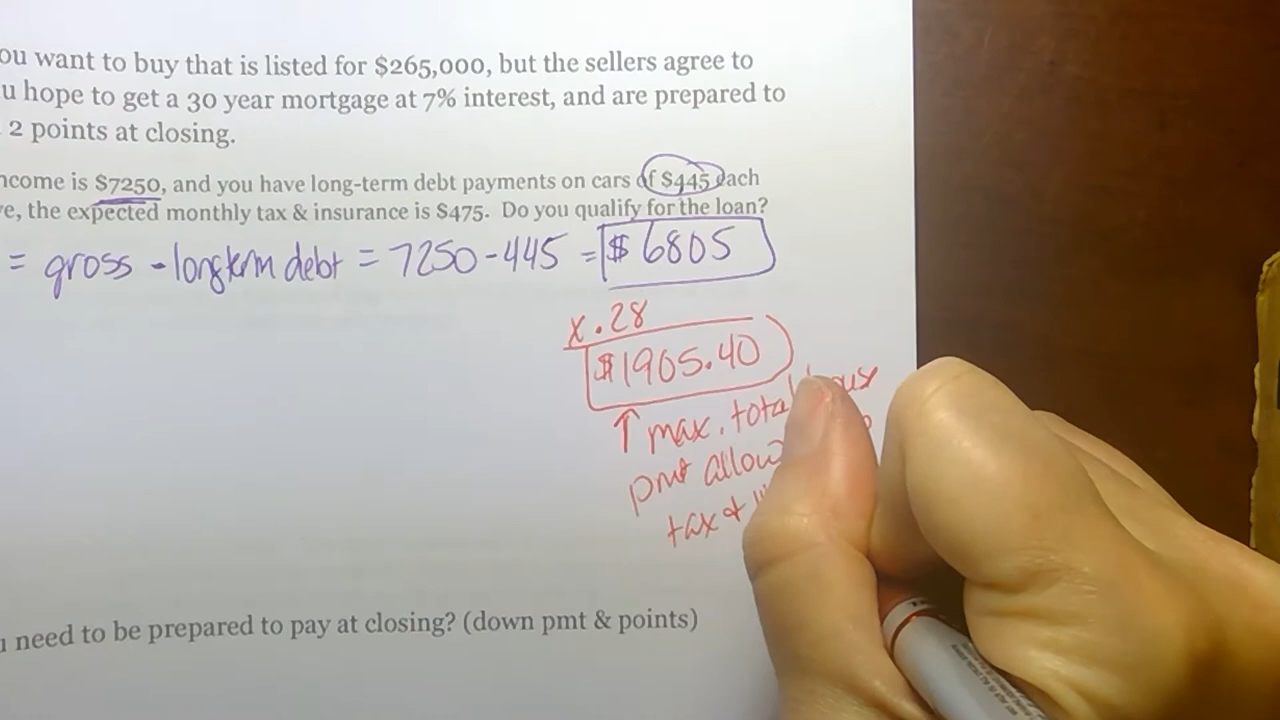 ou want to buy that is listed for $265,000, but the sellers agree to
u hope to get a 30 year mortgage at 7% interest, and are prepared to
2 points at closing.
ncome is $7250, and you have long-term debt payments on cars of $445 each
e, the expected monthly tax & insurance is $475. Do you qualify for the loan?
= gross - long term debt = 7250 - 445 = $ 6805
x .28
$1905.40
↑ max. total
pmt allow
tax &
u need to be prepared to pay at closing? (down pmt & points)